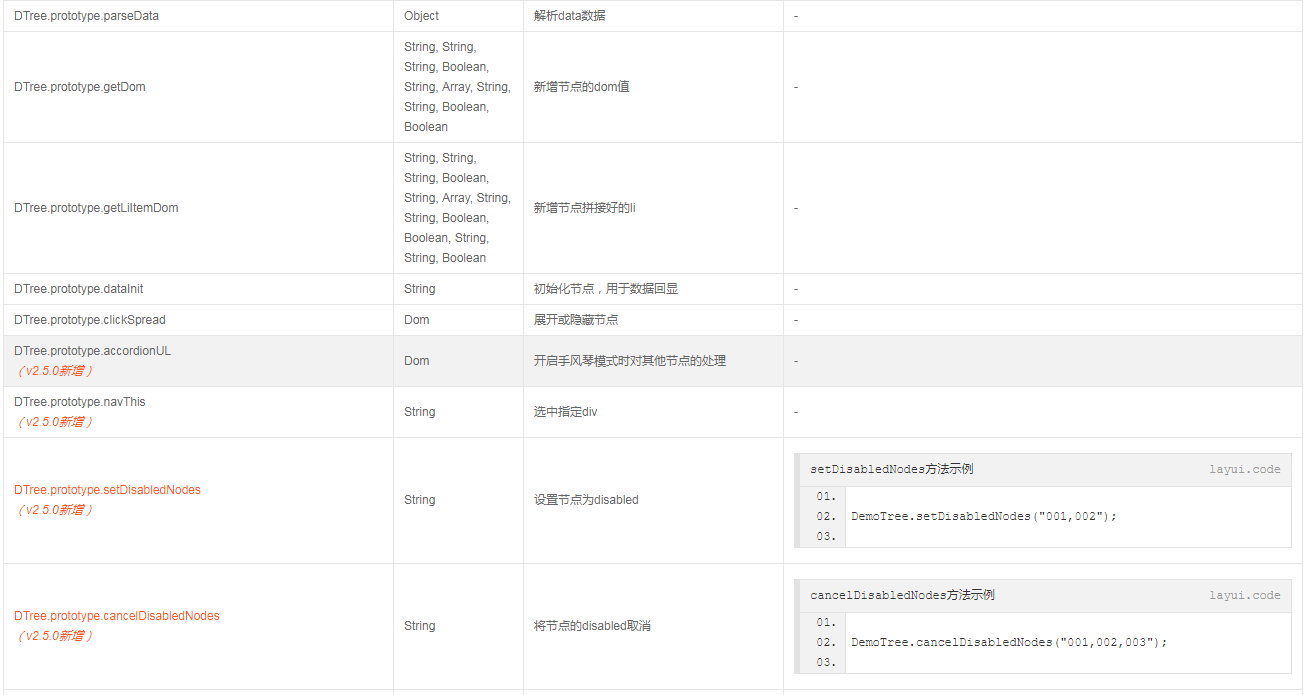 DTree.prototype.parseData
Object
解析data数据
-
DTree.prototype.getDom
String, String,
String, Boolean,
String, Array, String,
String, Boolean,
Boolean
新增节点的dom值
-
DTree.prototype.getLiItemDom
String, String,
String, Boolean,
String, Array, String,
String, Boolean,
Boolean, String,
String, Boolean
新增节点拼接好的li
-
DTree.prototype.dataInit
String
初始化节点，用于数据回显
-
DTree.prototype.clickSpread
Dom
展开或隐藏节点
-
DTree.prototype.accordionUL
（v2.5.0新增）
Dom
开启手风琴模式时对其他节点的处理
-
DTree.prototype.navThis
（v2.5.0新增）
String
选中指定div
-
DTree.prototype.setDisabledNodes
（v2.5.0新增）
String
设置节点为disabled
setDisabledNodes方法示例
layui.code
01.
02. DemoTree.setDisabledNodes("001,002");
03.
DTree.prototype.cancelDisabledNodes
（v2.5.0新增）
String
将节点的disabled取消
cancelDisabledNodes方法示例
layui.code
01.
02. DemoTree.cancelDisabledNodes("001,002,003");
03.